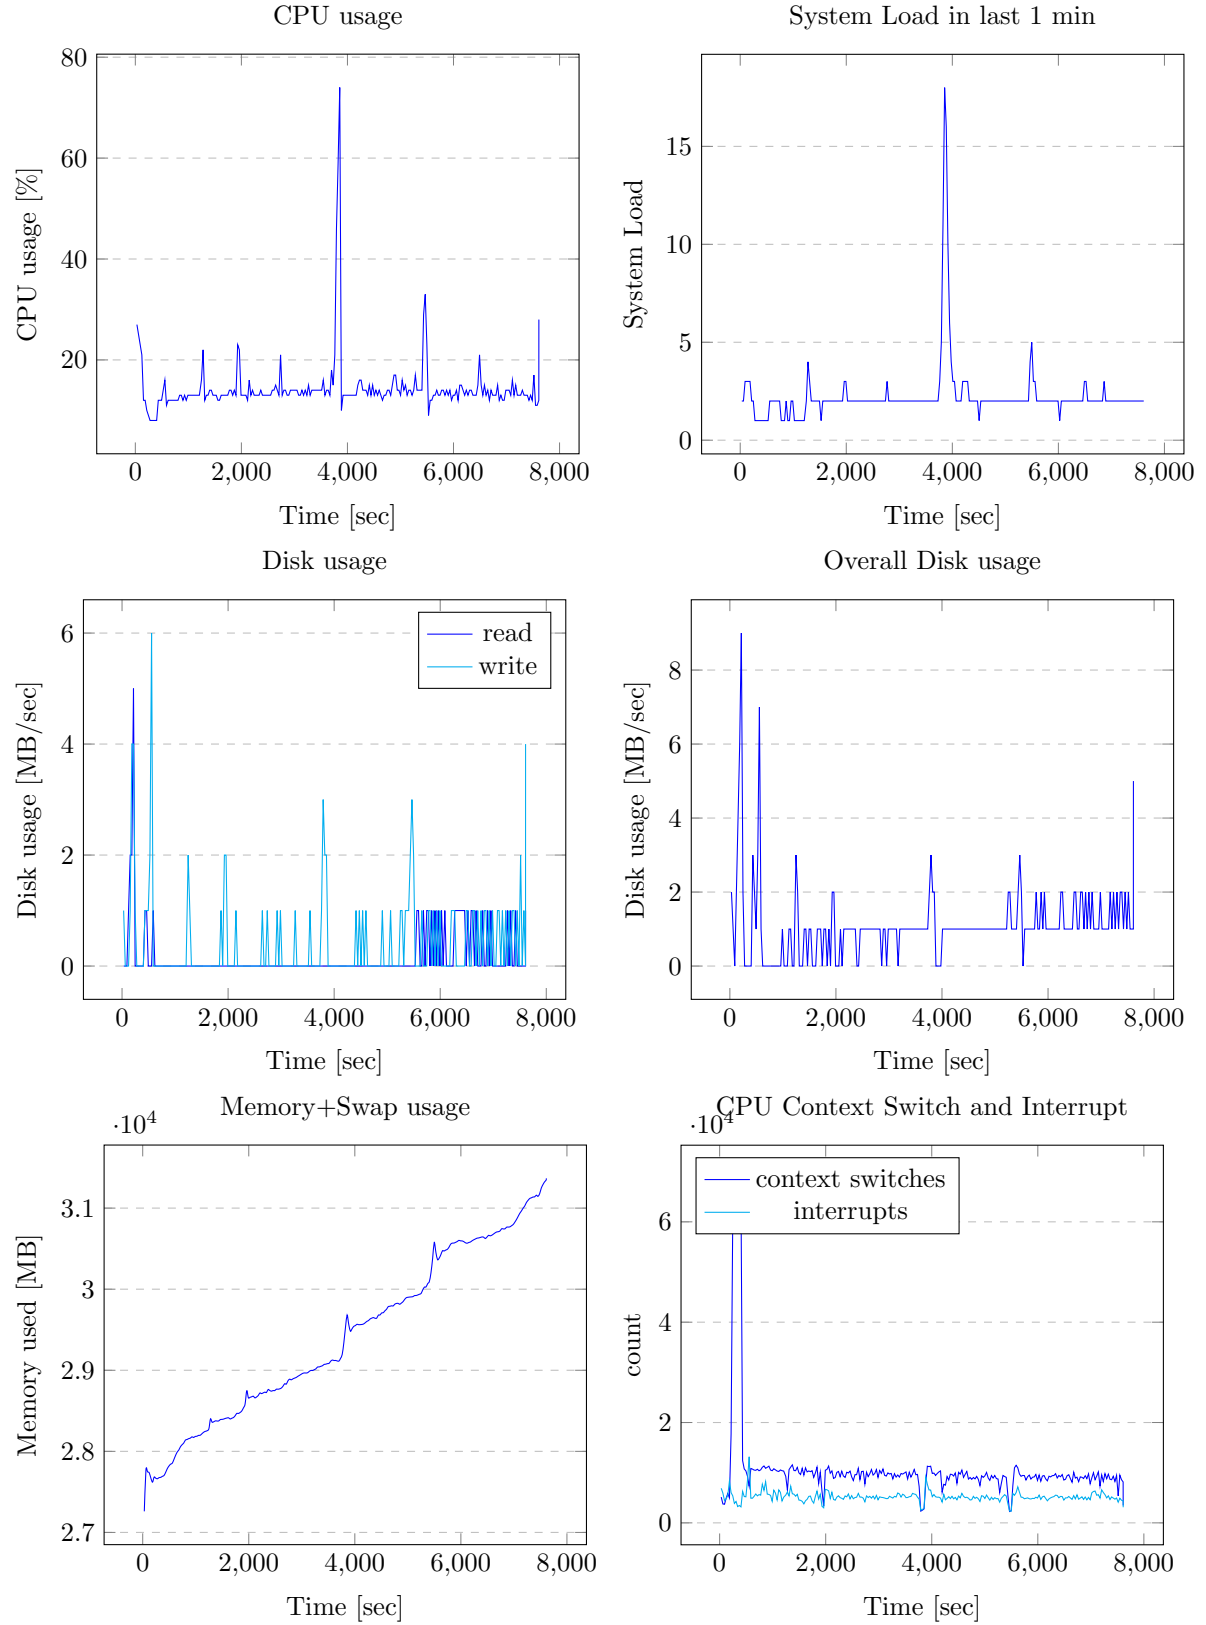 CPU usage
80
60
40
20
CPU usage [%]
0 2,000 4,000 6,000 8,000
Time [sec]
System Load in last 1 min
15
10
5
0
System Load
0 2,000 4,000 6,000 8,000
Time [sec]
Disk usage
read
write
6
4
2
0
Disk usage [MB/sec]
0 2,000 4,000 6,000 8,000
Time [sec]
Overall Disk usage
8
6
4
2
0
Disk usage [MB/sec]
0 2,000 4,000 6,000 8,000
Time [sec]
Memory+Swap usage
·10⁴
3.1
3
2.9
2.8
2.7
Memory used [MB]
0 2,000 4,000 6,000 8,000
Time [sec]
CPU Context Switch and Interrupt
·10⁴
context switches
interrupts
6
4
2
0
count
0 2,000 4,000 6,000 8,000
Time [sec]